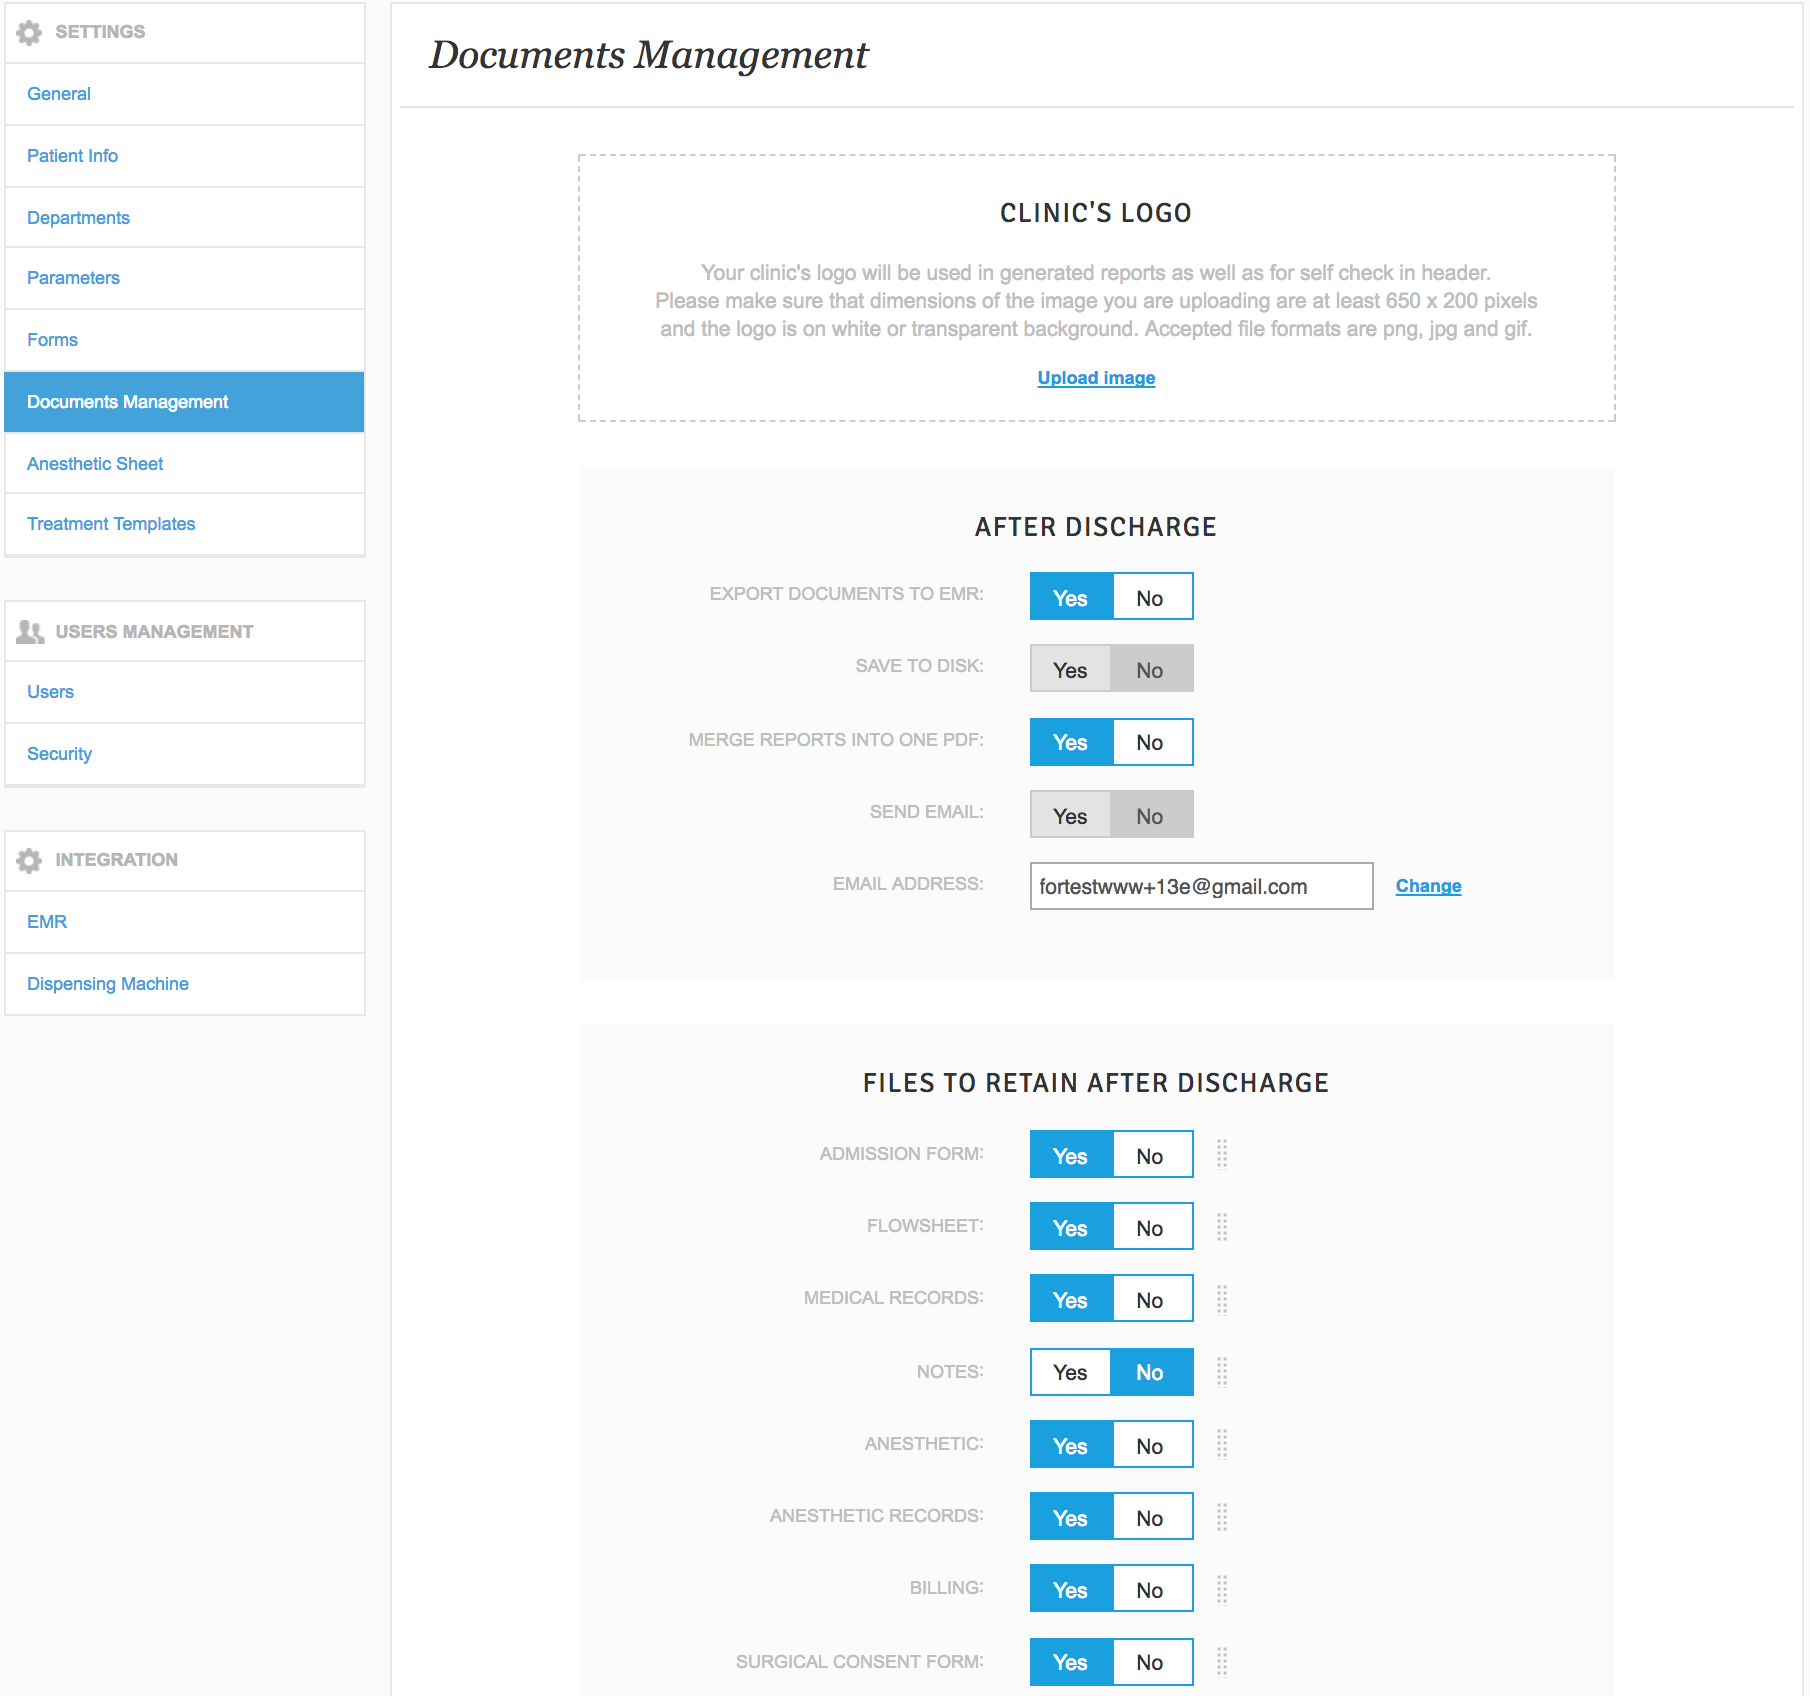 SETTINGS
General
Patient Info
Departments
Parameters
Forms
Documents Management
Anesthetic Sheet
Treatment Templates
USERS MANAGEMENT
Users
Security
INTEGRATION
EMR
Dispensing Machine
Documents Management
CLINIC'S LOGO
Your clinic's logo will be used in generated reports as well as for self check in header.
Please make sure that dimensions of the image you are uploading are at least 650 x 200 pixels
and the logo is on white or transparent background. Accepted file formats are png, jpg and gif.
Upload image
AFTER DISCHARGE
EXPORT DOCUMENTS TO EMR: Yes No
SAVE TO DISK: Yes No
MERGE REPORTS INTO ONE PDF: Yes No
SEND EMAIL: Yes No
EMAIL ADDRESS: fortestwww+13e@gmail.com Change
FILES TO RETAIN AFTER DISCHARGE
ADMISSION FORM: Yes No
FLOWSHEET: Yes No
MEDICAL RECORDS: Yes No
NOTES: Yes No
ANESTHETIC: Yes No
ANESTHETIC RECORDS: Yes No
BILLING: Yes No
SURGICAL CONSENT FORM: Yes No